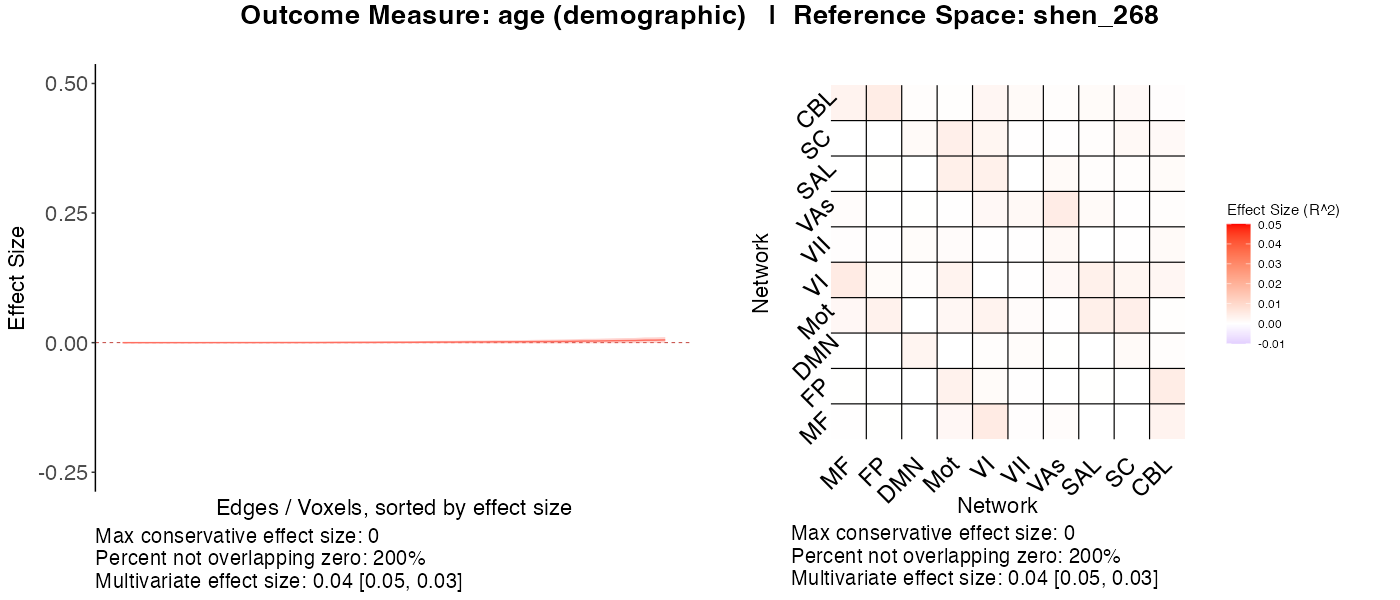 Outcome Measure: age (demographic) | Reference Space: shen_268
0.50
0.25
0.00
-0.25
Effect Size
Edges / Voxels, sorted by effect size
Max conservative effect size: 0
Percent not overlapping zero: 200%
Multivariate effect size: 0.04 [0.05, 0.03]
Network
CBL
SC
SAL
VAs
VII
VI
Mot
DMN
FP
MF
MF
FP
DMN
Mot
VI
VII
VAs
SAL
SC
CBL
Network
Max conservative effect size: 0
Percent not overlapping zero: 200%
Multivariate effect size: 0.04 [0.05, 0.03]
Effect Size (R^2)
0.05
0.04
0.03
0.02
0.01
0.00
-0.01